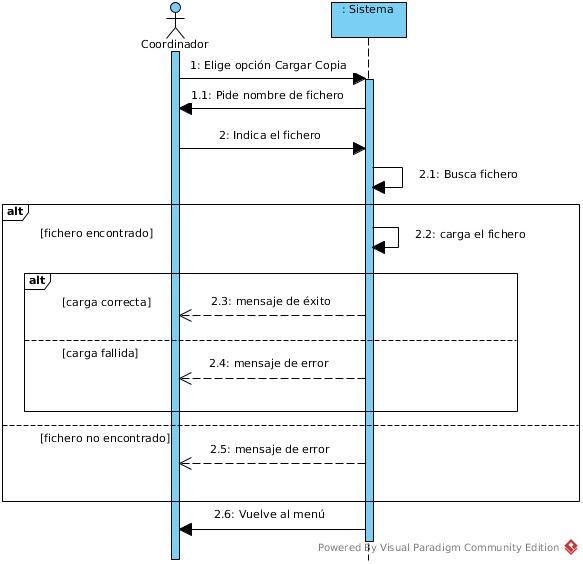 : Sistema
Coordinador
1: Elige opción Cargar Copia
1.1: Pide nombre de fichero
2: Indica el fichero
2.1: Busca fichero
alt
[fichero encontrado]
2.2: carga el fichero
alt
[carga correcta]
2.3: mensaje de éxito
[carga fallida]
2.4: mensaje de error
[fichero no encontrado]
2.5: mensaje de error
2.6: Vuelve al menú
Powered By Visual Paradigm Community Edition